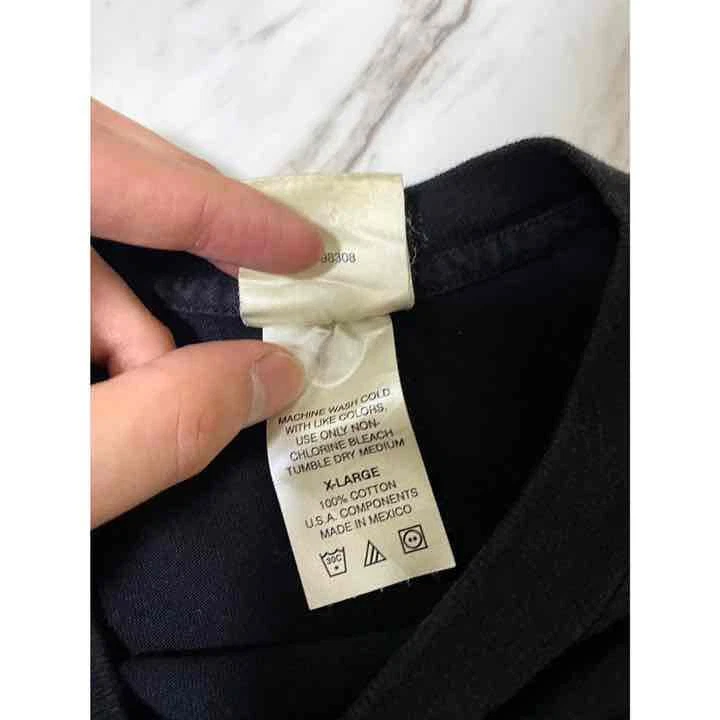 98308
MACHINE WASH COLD
WITH LIKE COLORS,
USE ONLY NON-
CHLORINE BLEACH
TUMBLE DRY MEDIUM
X-LARGE
100% COTTON
U.S.A. COMPONENTS
MADE IN MEXICO
30C